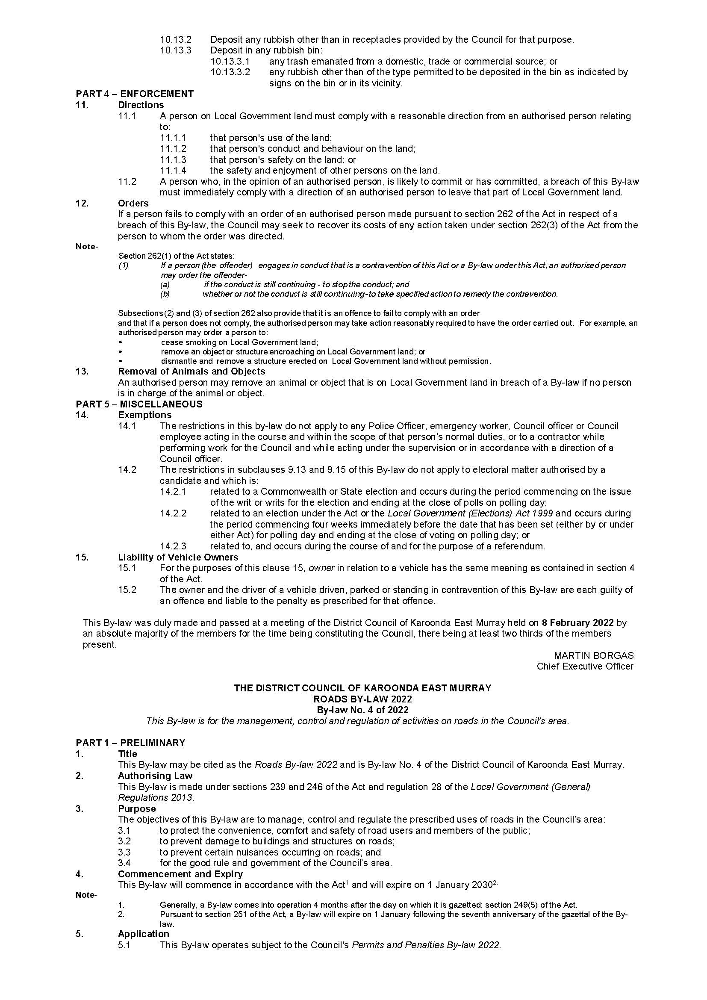 10.13.2 Deposit any rubbish other than in receptacles provided by the Council for that purpose.
10.13.3 Deposit in any rubbish bin:
10.13.3.1 any trash emanated from a domestic, trade or commercial source; or
10.13.3.2 any rubbish other than of the type permitted to be deposited in the bin as indicated by
signs on the bin or in its vicinity.
PART 4 – ENFORCEMENT
11. Directions
11.1 A person on Local Government land must comply with a reasonable direction from an authorised person relating
to:
11.1.1 that person's use of the land;
11.1.2 that person's conduct and behaviour on the land;
11.1.3 that person's safety on the land; or
11.1.4 the safety and enjoyment of other persons on the land.
11.2 A person who, in the opinion of an authorised person, is likely to commit or has committed, a breach of this By-law
must immediately comply with a direction of an authorised person to leave that part of Local Government land.
12. Orders
If a person fails to comply with an order of an authorised person made pursuant to section 262 of the Act in respect of a
breach of this By-law, the Council may seek to recover its costs of any action taken under section 262(3) of the Act from the
person to whom the order was directed.
Note-
Section 262(1) of the Act states:
(1) If a person (the offender) engages in conduct that is a contravention of this Act or a By-law under this Act, an authorised person
may order the offender-
(a) if the conduct is still continuing - to stop the conduct; and
(b) whether or not the conduct is still continuing-to take specified action to remedy the contravention.
Subsections (2) and (3) of section 262 also provide that it is an offence to fail to comply with an order
and that if a person does not comply, the authorised person may take action reasonably required to have the order carried out. For example, an
authorised person may order a person to:
• cease smoking on Local Government land;
• remove an object or structure encroaching on Local Government land; or
• dismantle and remove a structure erected on Local Government land without permission.
13. Removal of Animals and Objects
An authorised person may remove an animal or object that is on Local Government land in breach of a By-law if no person
is in charge of the animal or object.
PART 5 – MISCELLANEOUS
14. Exemptions
14.1 The restrictions in this by-law do not apply to any Police Officer, emergency worker, Council officer or Council
employee acting in the course and within the scope of that person’s normal duties, or to a contractor while
performing work for the Council and while acting under the supervision or in accordance with a direction of a
Council officer.
14.2 The restrictions in subclauses 9.13 and 9.15 of this By-law do not apply to electoral matter authorised by a
candidate and which is:
14.2.1 related to a Commonwealth or State election and occurs during the period commencing on the issue
of the writ or writs for the election and ending at the close of polls on polling day;
14.2.2 related to an election under the Act or the Local Government (Elections) Act 1999 and occurs during
the period commencing four weeks immediately before the date that has been set (either by or under
either Act) for polling day and ending at the close of voting on polling day; or
14.2.3 related to, and occurs during the course of and for the purpose of a referendum.
15. Liability of Vehicle Owners
15.1 For the purposes of this clause 15, owner in relation to a vehicle has the same meaning as contained in section 4
of the Act.
15.2 The owner and the driver of a vehicle driven, parked or standing in contravention of this By-law are each guilty of
an offence and liable to the penalty as prescribed for that offence.
This By-law was duly made and passed at a meeting of the District Council of Karoonda East Murray held on 8 February 2022 by
an absolute majority of the members for the time being constituting the Council, there being at least two thirds of the members
present.
MARTIN BORGAS
Chief Executive Officer
THE DISTRICT COUNCIL OF KAROONDA EAST MURRAY
ROADS BY-LAW 2022
By-law No. 4 of 2022
This By-law is for the management, control and regulation of activities on roads in the Council’s area.
PART 1 – PRELIMINARY
1. Title
This By-law may be cited as the Roads By-law 2022 and is By-law No. 4 of the District Council of Karoonda East Murray.
2. Authorising Law
This By-law is made under sections 239 and 246 of the Act and regulation 28 of the Local Government (General)
Regulations 2013.
3. Purpose
The objectives of this By-law are to manage, control and regulate the prescribed uses of roads in the Council’s area:
3.1 to protect the convenience, comfort and safety of road users and members of the public;
3.2 to prevent damage to buildings and structures on roads;
3.3 to prevent certain nuisances occurring on roads; and
3.4 for the good rule and government of the Council’s area.
4. Commencement and Expiry
This By-law will commence in accordance with the Act1 and will expire on 1 January 20302.
Note-
1. Generally, a By-law comes into operation 4 months after the day on which it is gazetted: section 249(5) of the Act.
2. Pursuant to section 251 of the Act, a By-law will expire on 1 January following the seventh anniversary of the gazettal of the By-
law.
5. Application
5.1 This By-law operates subject to the Council's Permits and Penalties By-law 2022.